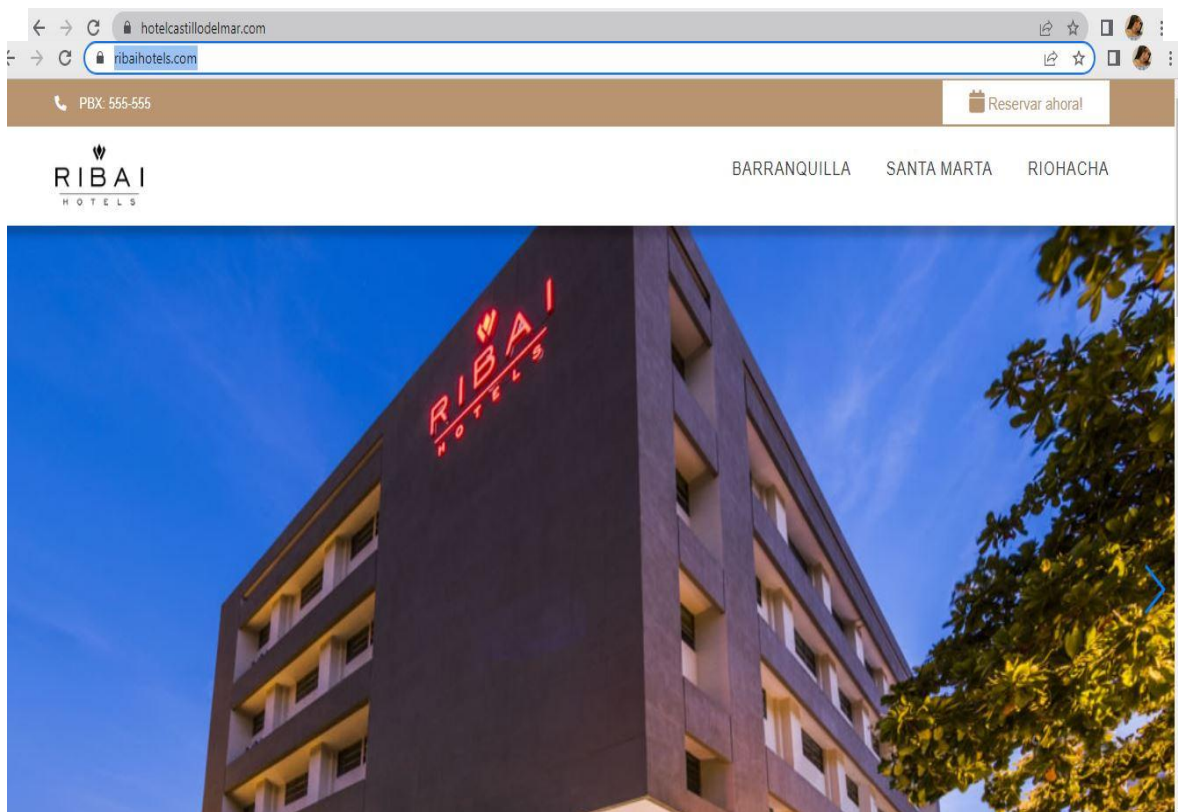 hotelcastillodelmar.com
ribaihotels.com
PBX: 555-555
Reservar ahora!
RIBAI
HOTELS
BARRANQUILLA SANTA MARTA RIOHACHA
RIBAI
HOTELS